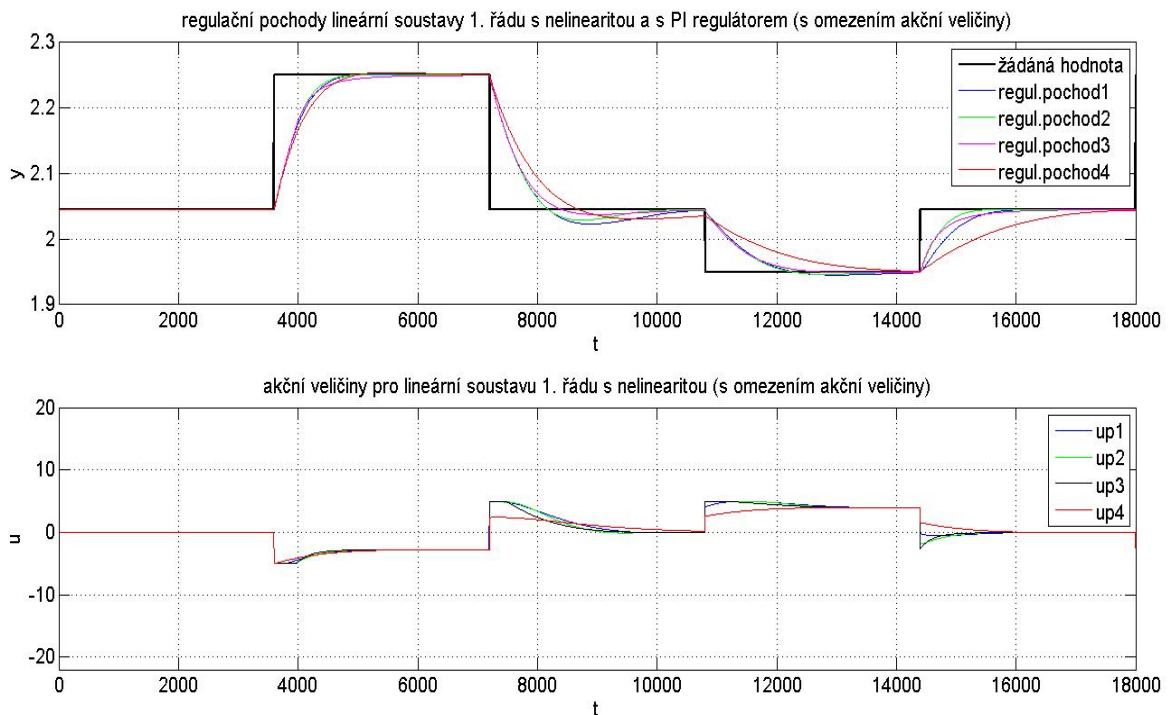 regulační pochody lineární soustavy 1. řádu s nelinearitou a s PI regulátorem (s omezením akční veličiny)
2.3
2.2
2.1
2
1.9
y
žádáná hodnota
regul.pochod1
regul.pochod2
regul.pochod3
regul.pochod4
0 2000 4000 6000 8000 10000 12000 14000 16000 18000
t
akční veličiny pro lineární soustavu 1. řádu s nelinearitou (s omezením akční veličiny)
20
10
0
-10
-20
u
up1
up2
up3
up4
0 2000 4000 6000 8000 10000 12000 14000 16000 18000
t